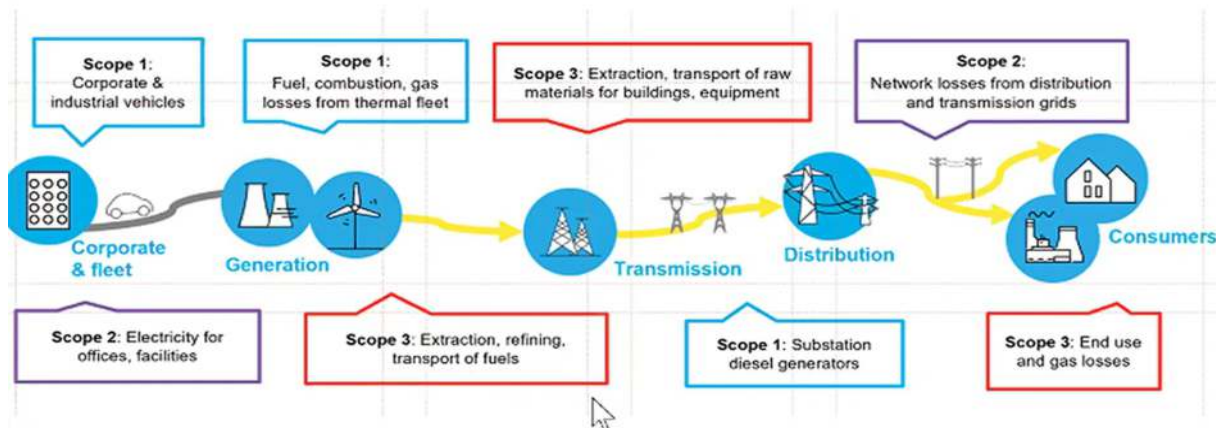 Scope 1:
Corporate &
industrial vehicles
Scope 1:
Fuel, combustion, gas
losses from thermal fleet
Scope 3: Extraction, transport of raw
materials for buildings, equipment
Scope 2:
Network losses from distribution
and transmission grids
Corporate
& fleet
Generation
Transmission
Distribution
Consumers
Scope 2: Electricity for
offices, facilities
Scope 3: Extraction, refining,
transport of fuels
Scope 1: Substation
diesel generators
Scope 3: End use
and gas losses